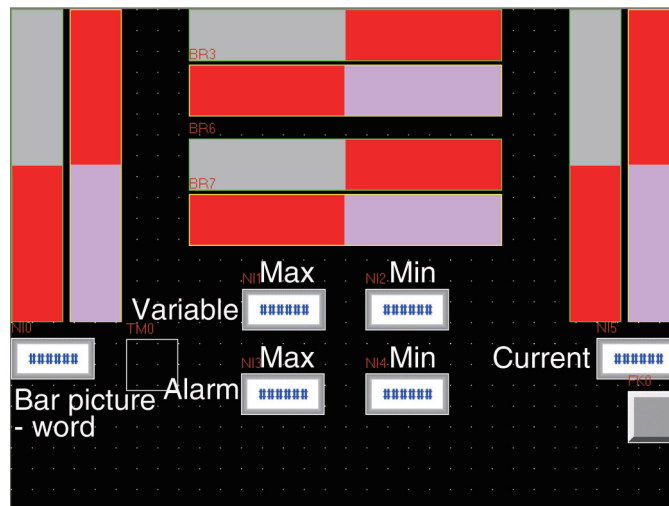 BR3
BR6
BR7
NI1 Max NI2 Min
Variable ###### ######
NI0 TM0 NI5
###### NI3 Max NI4 Min Current ######
Alarm ###### ######
FK0
Bar picture
- word